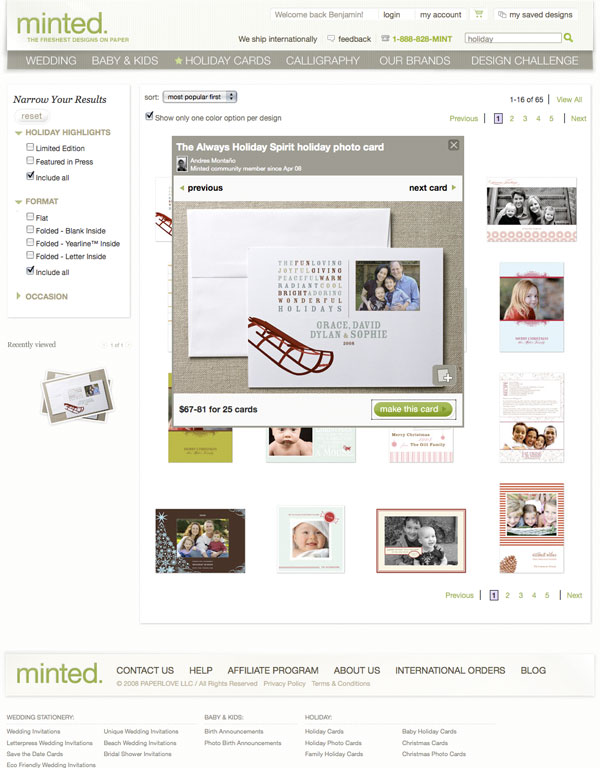 minted.
THE FRESHEST DESIGNS ON PAPER
Welcome back Benjamin!
login
my account
my saved designs
We ship internationally
feedback
1-888-828-MINT
holiday
WEDDING
BABY & KIDS
HOLIDAY CARDS
CALLIGRAPHY
OUR BRANDS
DESIGN CHALLENGE
Narrow Your Results
reset
HOLIDAY HIGHLIGHTS
Limited Edition
Featured in Press
Include all
FORMAT
Flat
Folded - Blank Inside
Folded - Yearline™ Inside
Folded - Letter Inside
Include all
OCCASION
Recently viewed
1 of 1
sort: most popular first
1-16 of 65 | View All
Show only one color option per design
Previous | 1 2 3 4 5 | Next
The Always Holiday Spirit holiday photo card
Andres Montaño
Minted community member since Apr 08
previous
next card
THEFUNLOVING
JOYFULGIVING
PEACEFULWARM
RADIANTCOOL
BRIGHTADORING
WONDERFUL
HOLIDAYS
GRACE, DAVID
DYLAN & SOPHIE
2008
$67-81 for 25 cards
make this card
Merry Christmas
The Gift Family
Previous | 1 2 3 4 5 | Next
minted.
CONTACT US
HELP
AFFILIATE PROGRAM
ABOUT US
INTERNATIONAL ORDERS
BLOG
© 2008 PAPERLOVE LLC / All Rights Reserved Privacy Policy Terms & Conditions
WEDDING STATIONERY:
Wedding Invitations
Letterpress Wedding Invitations
Save the Date Cards
Eco Friendly Wedding Invitations
Unique Wedding Invitations
Beach Wedding Invitations
Bridal Shower Invitations
BABY & KIDS:
Birth Announcements
Photo Birth Announcements
HOLIDAY:
Holiday Cards
Holiday Photo Cards
Family Holiday Cards
Baby Holiday Cards
Christmas Cards
Christmas Photo Cards